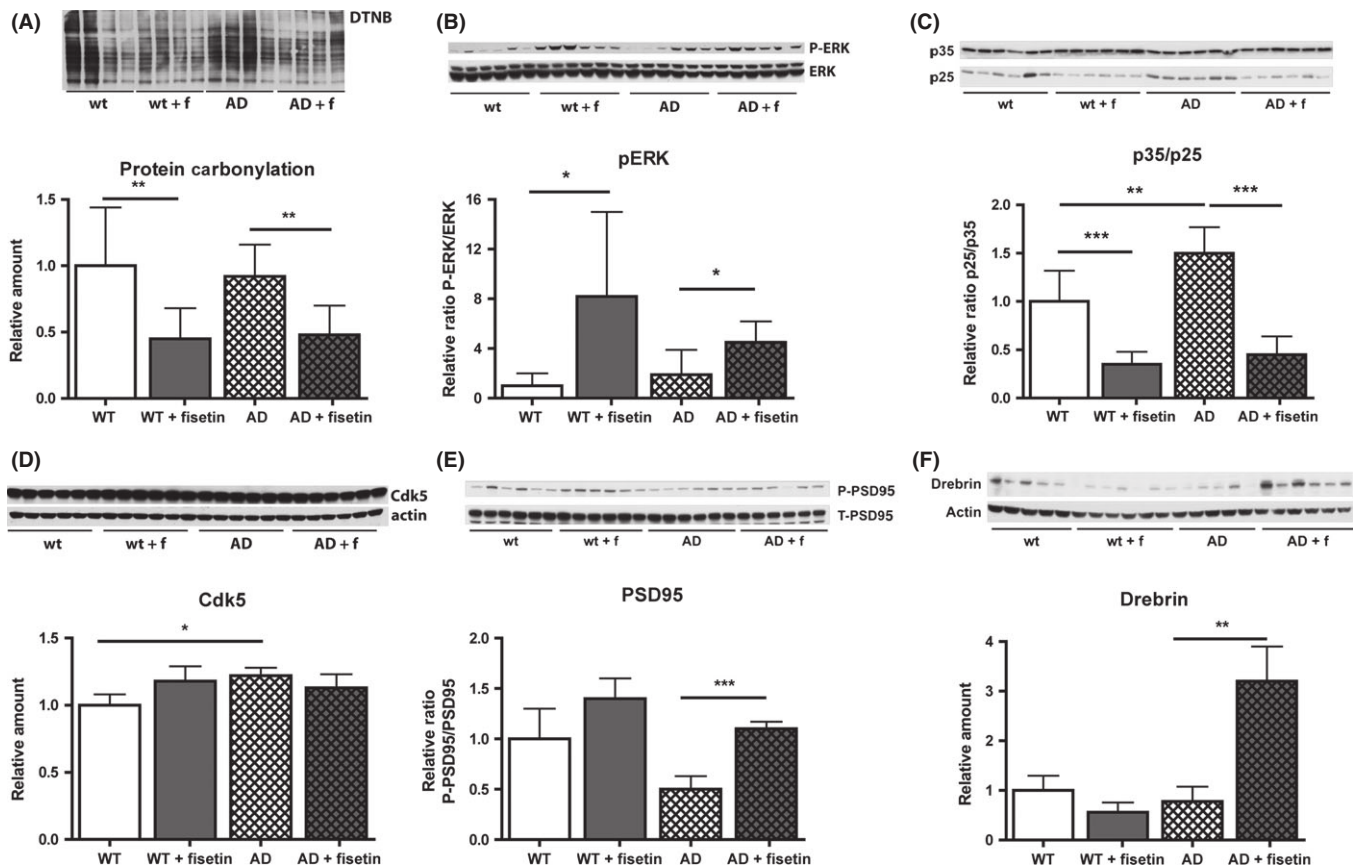 (A)
DTNB
wt wt + f AD AD + f
Protein carbonylation
** **
Relative amount
1.5
1.0
0.5
0.0
WT WT + fisetin AD AD + fisetin
(B)
P-ERK
ERK
wt wt + f AD AD + f
pERK
* *
Relative ratio P-ERK/ERK
16
12
8
4
0
WT WT + fisetin AD AD + fisetin
(C)
p35
p25
wt wt + f AD AD + f
p35/p25
** ***
***
Relative ratio p25/p35
2.0
1.5
1.0
0.5
0.0
WT WT + fisetin AD AD + fisetin
(D)
Cdk5
actin
wt wt + f AD AD + f
Cdk5
*
Relative amount
1.5
1.0
0.5
0.0
WT WT + fisetin AD AD + fisetin
(E)
P-PSD95
T-PSD95
wt wt + f AD AD + f
PSD95
***
Relative ratio
P-PSD95/PSD95
2.0
1.5
1.0
0.5
0.0
WT WT + fisetin AD AD + fisetin
(F)
Drebrin
Actin
wt wt + f AD AD + f
Drebrin
**
Relative amount
4
3
2
1
0
WT WT + fisetin AD AD + fisetin